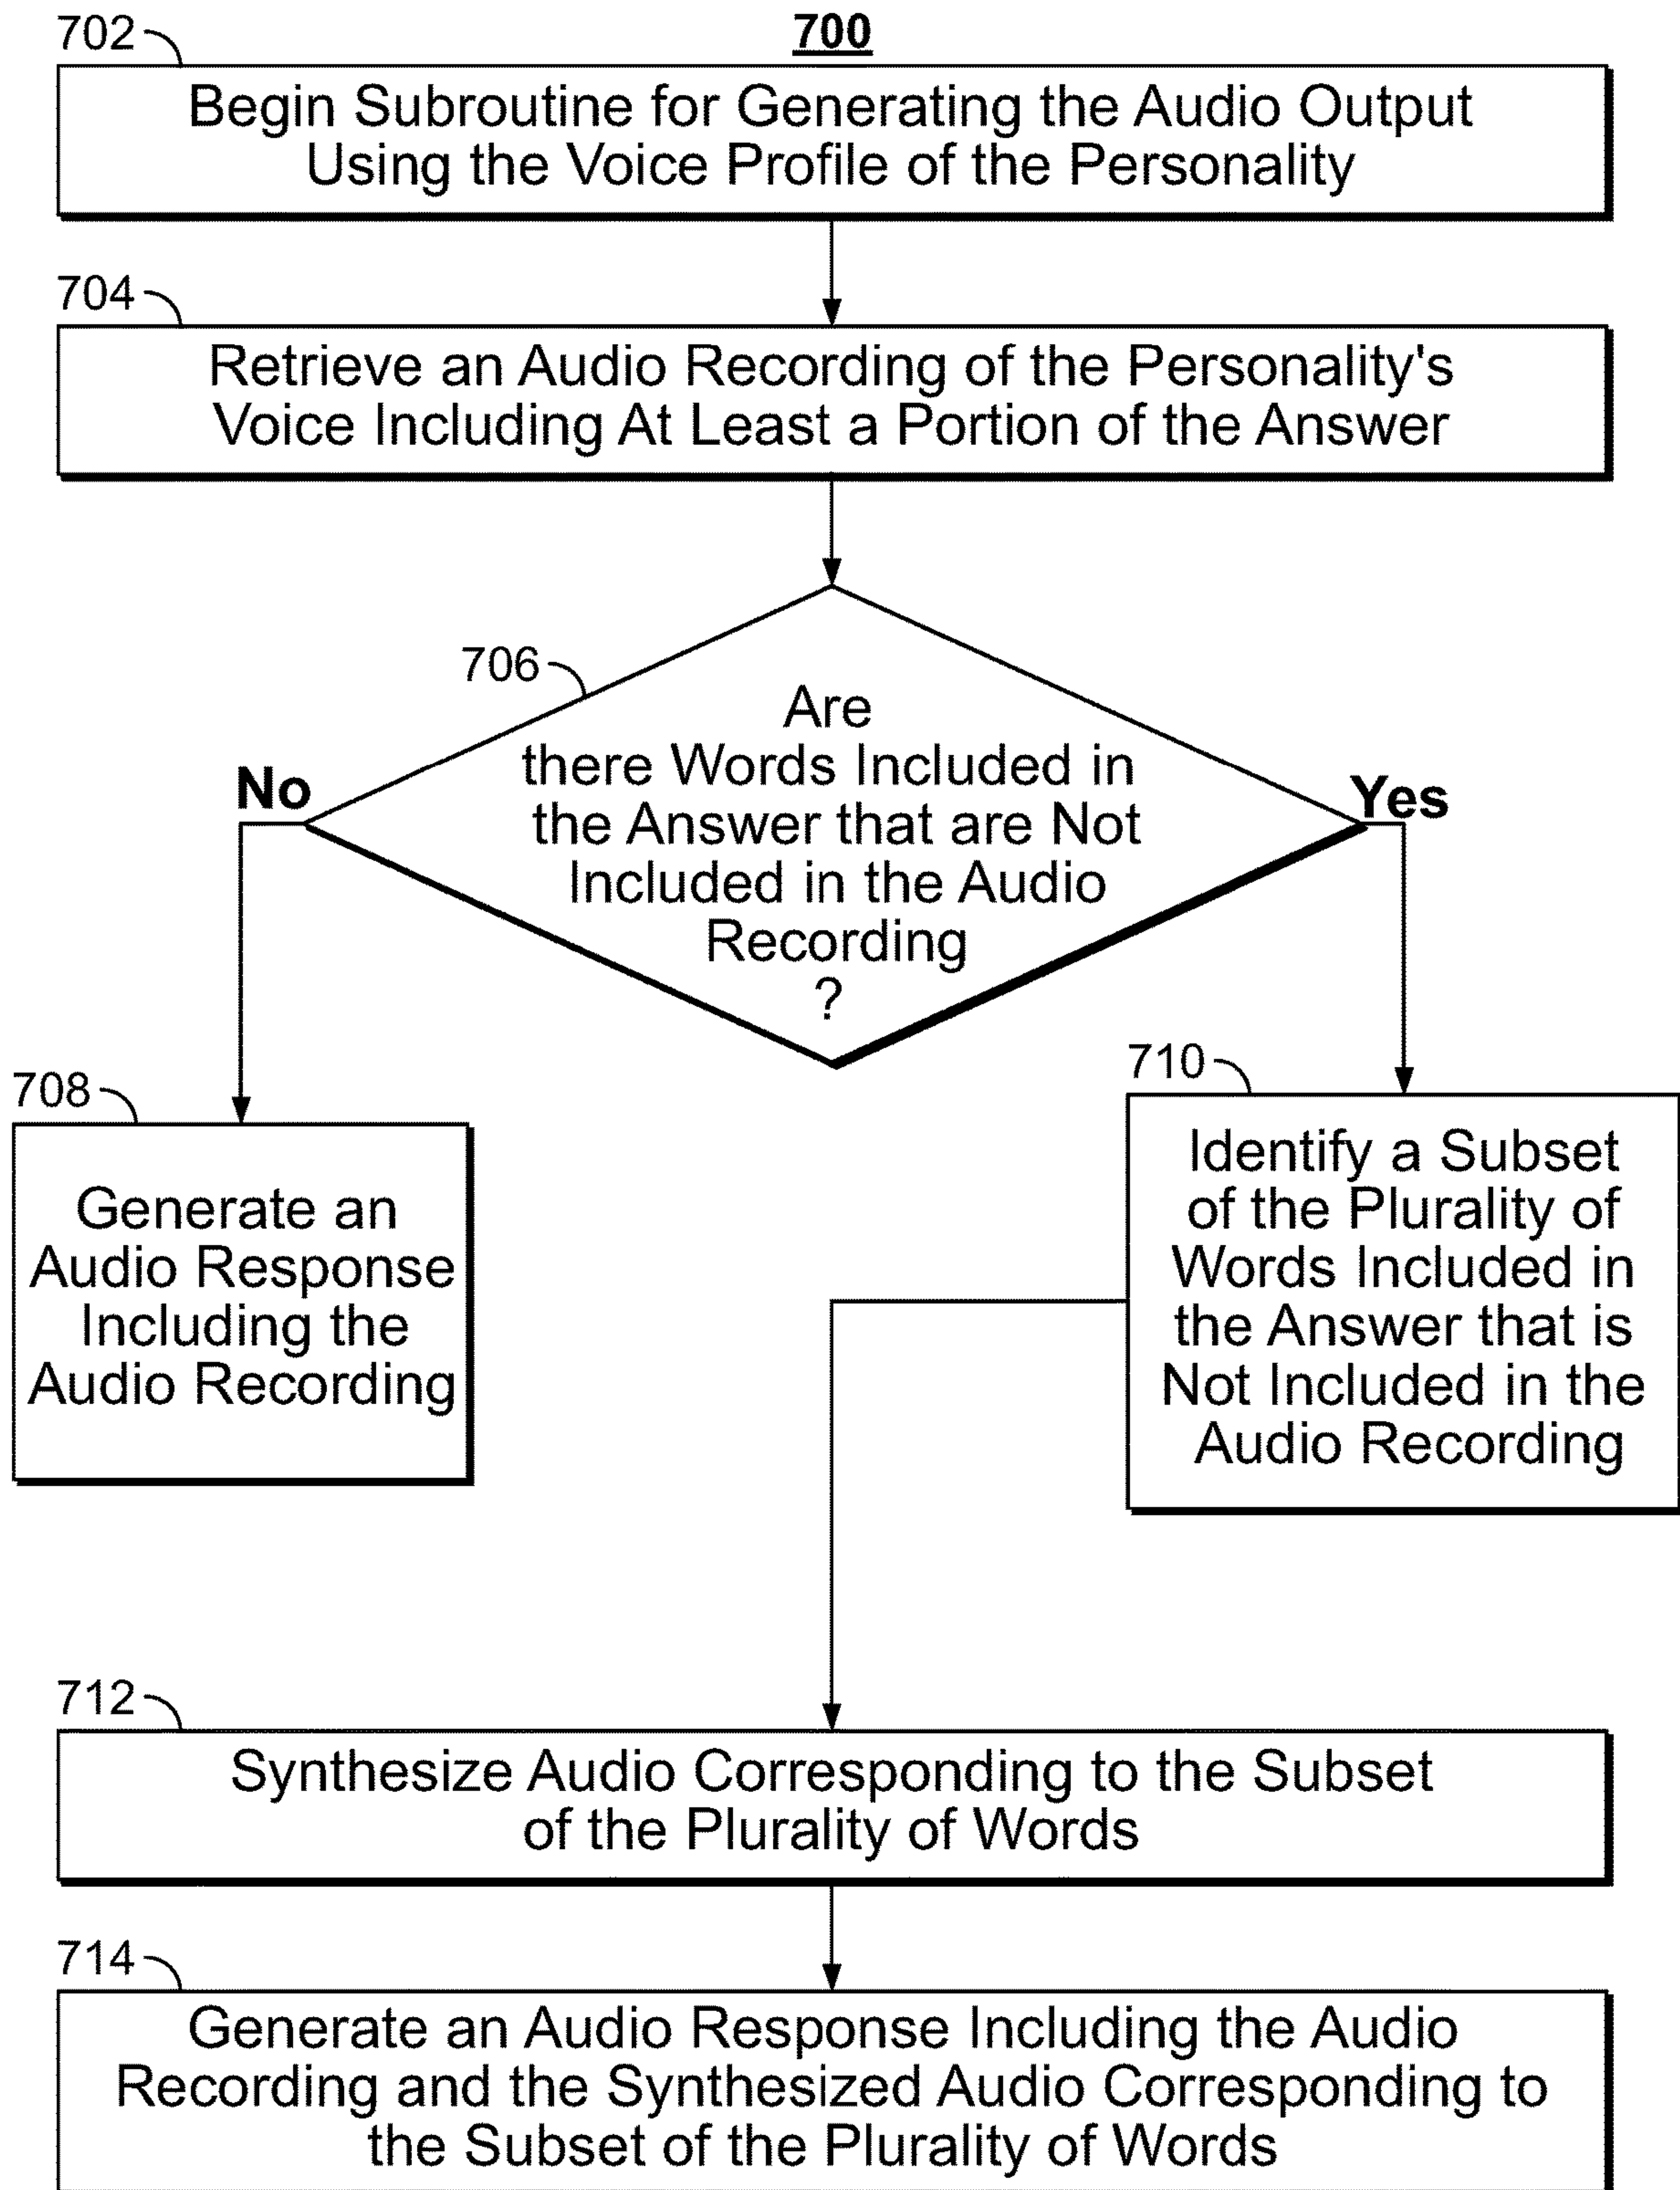 700
702
Begin Subroutine for Generating the Audio Output
Using the Voice Profile of the Personality
704
Retrieve an Audio Recording of the Personality's
Voice Including At Least a Portion of the Answer
706
Are
there Words Included in
the Answer that are Not
Included in the Audio
Recording
?
No
Yes
708
Generate an
Audio Response
Including the
Audio Recording
710
Identify a Subset
of the Plurality of
Words Included in
the Answer that is
Not Included in the
Audio Recording
712
Synthesize Audio Corresponding to the Subset
of the Plurality of Words
714
Generate an Audio Response Including the Audio
Recording and the Synthesized Audio Corresponding to
the Subset of the Plurality of Words